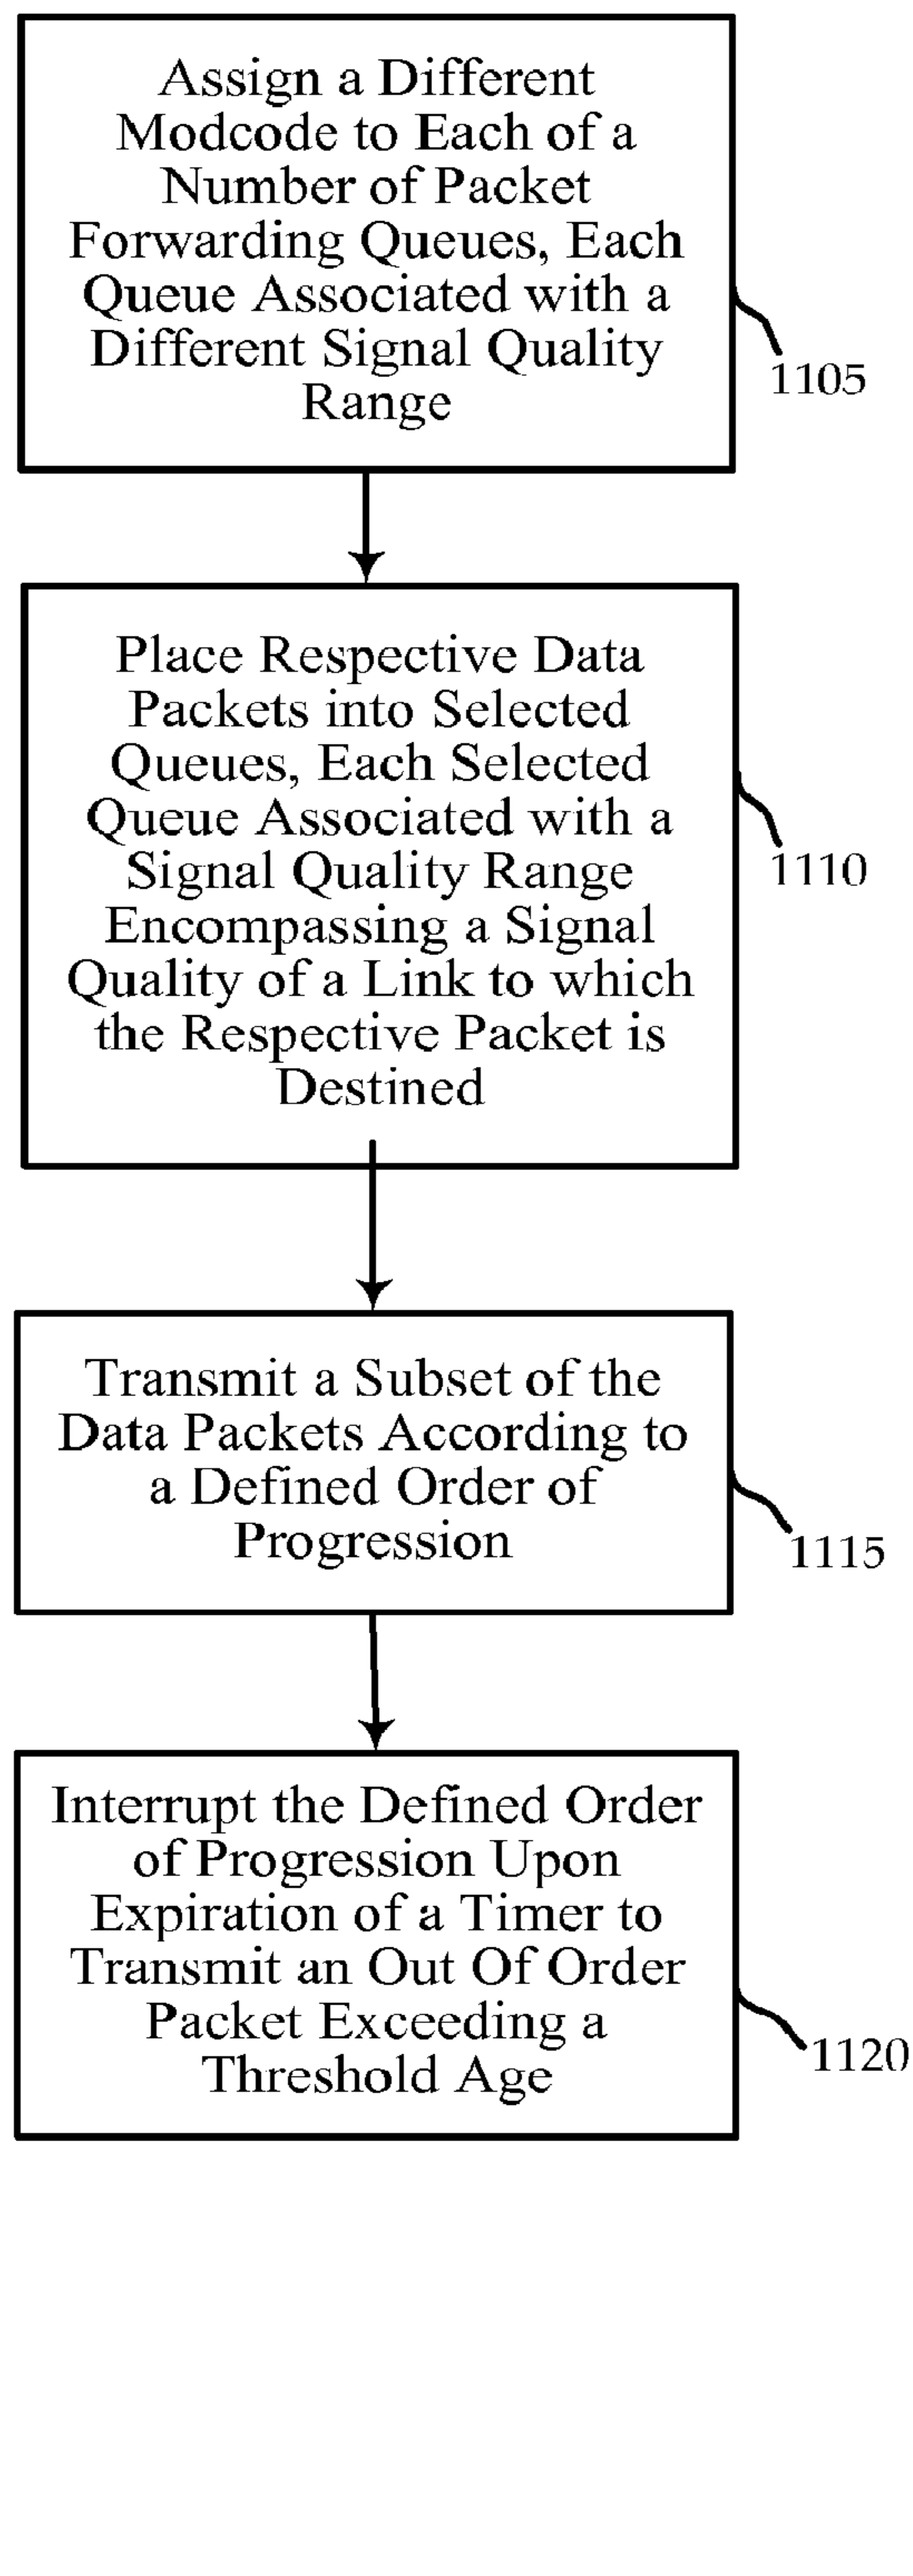 Assign a Different
Modcode to Each of a
Number of Packet
Forwarding Queues, Each
Queue Associated with a
Different Signal Quality
Range
1105
Place Respective Data
Packets into Selected
Queues, Each Selected
Queue Associated with a
Signal Quality Range
Encompassing a Signal
Quality of a Link to which
the Respective Packet is
Destined
1110
Transmit a Subset of the
Data Packets According to
a Defined Order of
Progression
1115
Interrupt the Defined Order
of Progression Upon
Expiration of a Timer to
Transmit an Out Of Order
Packet Exceeding a
Threshold Age
1120